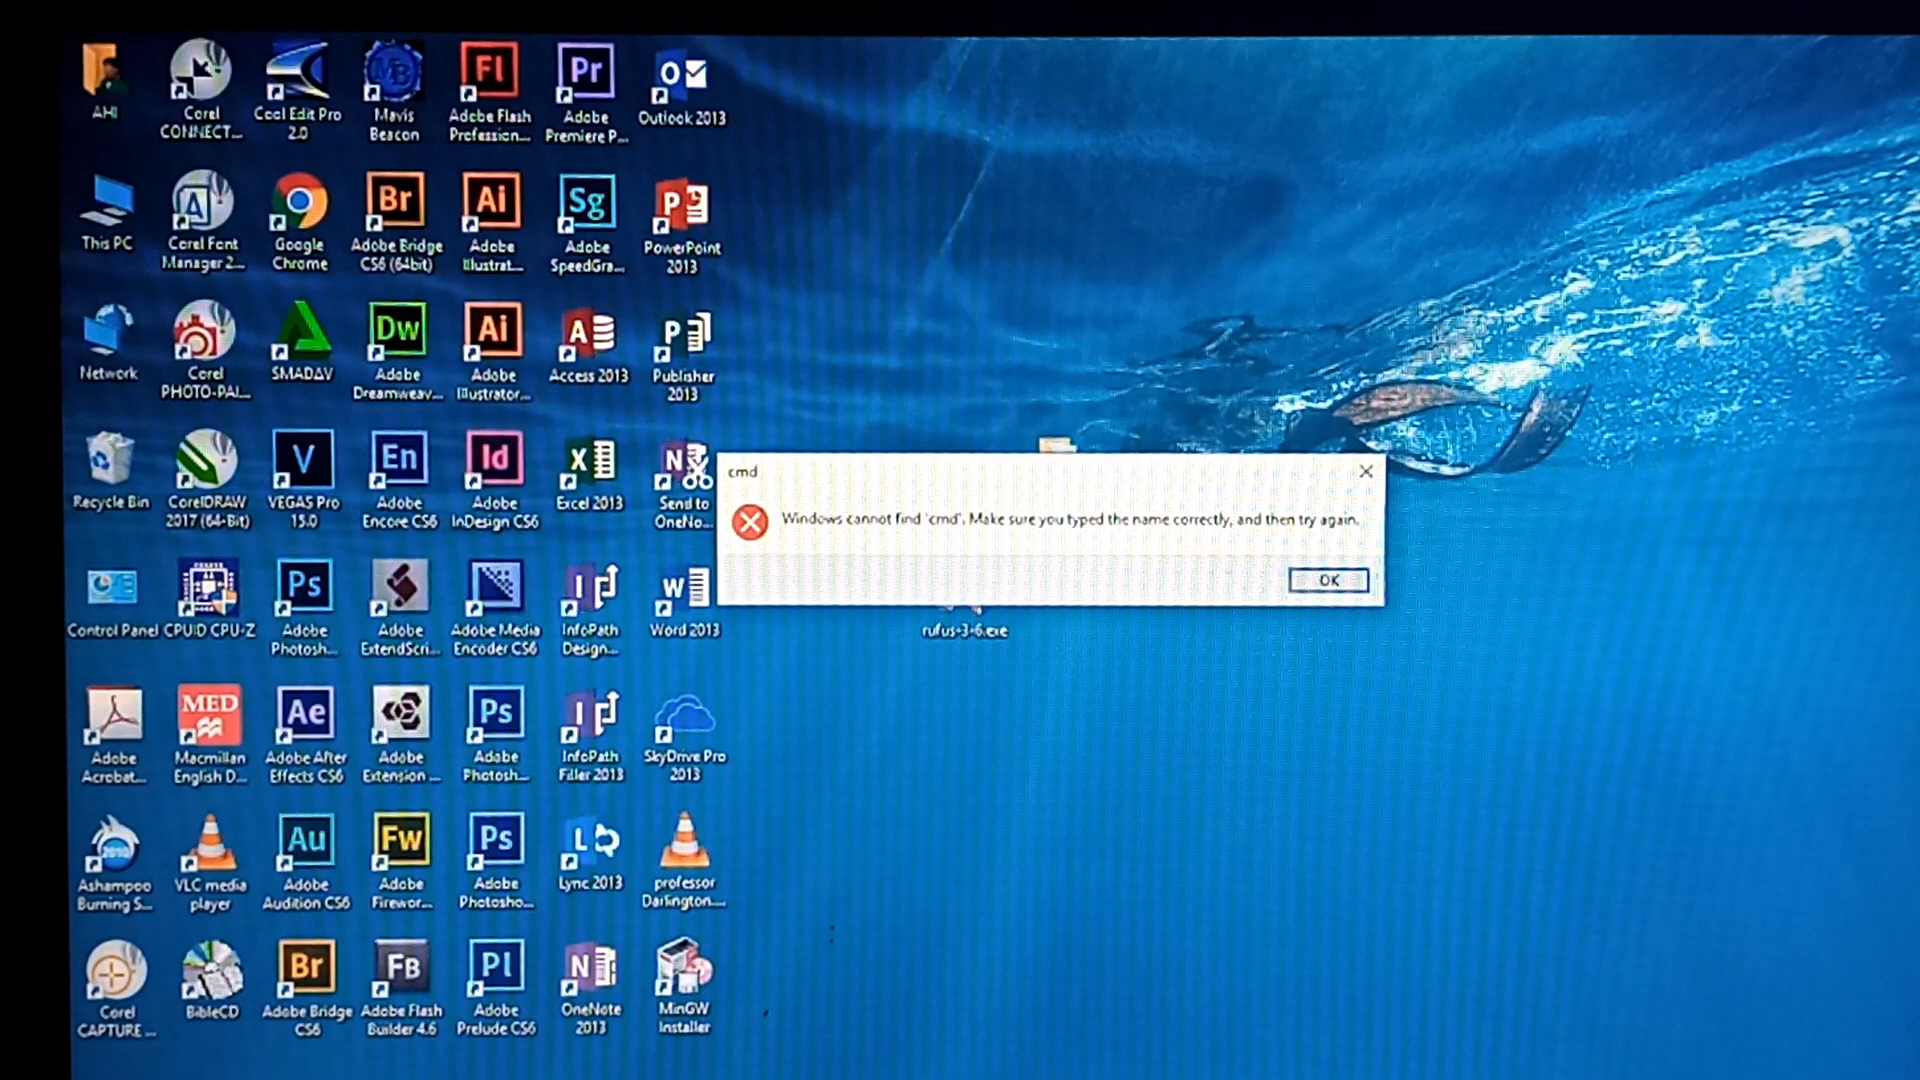 AHI
Corel
CONNECT...
Cool Edit Pro
2.0
Mavis
Beacon
Adobe Flash
Profession...
Adobe
Premiere P...
Outlook 2013
This PC
Corel Font
Manager 2...
Google
Chrome
Adobe Bridge
CS6 (64bit)
Adobe
Illustrat...
Adobe
SpeedGra...
PowerPoint
2013
Network
Corel
PHOTO-PAI...
SMADAV
Adobe
Dreamweav...
Adobe
Illustrator...
Access 2013
Publisher
2013
Recycle Bin
CorelDRAW
2017 (64-Bit)
VEGAS Pro
15.0
Adobe
Encore CS6
Adobe
InDesign CS6
Excel 2013
Send to
OneNo...
cmd
Windows cannot find 'cmd'. Make sure you typed the name correctly, and then try again.
OK
Control Panel
CPUID CPU-Z
Adobe
Photosh...
Adobe
ExtendScri...
Adobe Media
Encoder CS6
InfoPath
Design...
Word 2013
rufus-3-6.exe
Adobe
Acrobat...
MED
Macmillan
English D...
Adobe After
Effects CS6
Adobe
Extension ...
Adobe
Photosh...
InfoPath
Filler 2013
SkyDrive Pro
2013
Ashampoo
Burning S...
VLC media
player
Adobe
Audition CS6
Adobe
Firewor...
Adobe
Photosho...
Lync 2013
professor
Darlington....
Corel
CAPTURE ...
BibleCD
Adobe Bridge
CS6
Adobe Flash
Builder 4.6
Adobe
Prelude CS6
OneNote
2013
MinGW
Installer